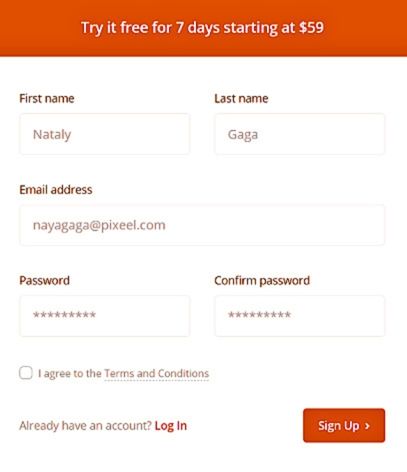 Try it free for 7 days starting at $59
First name Last name
Nataly Gaga
Email address
nayagaga@pixeel.com
Password Confirm password
********* *********
I agree to the Terms and Conditions
Already have an account? Log In Sign Up ›